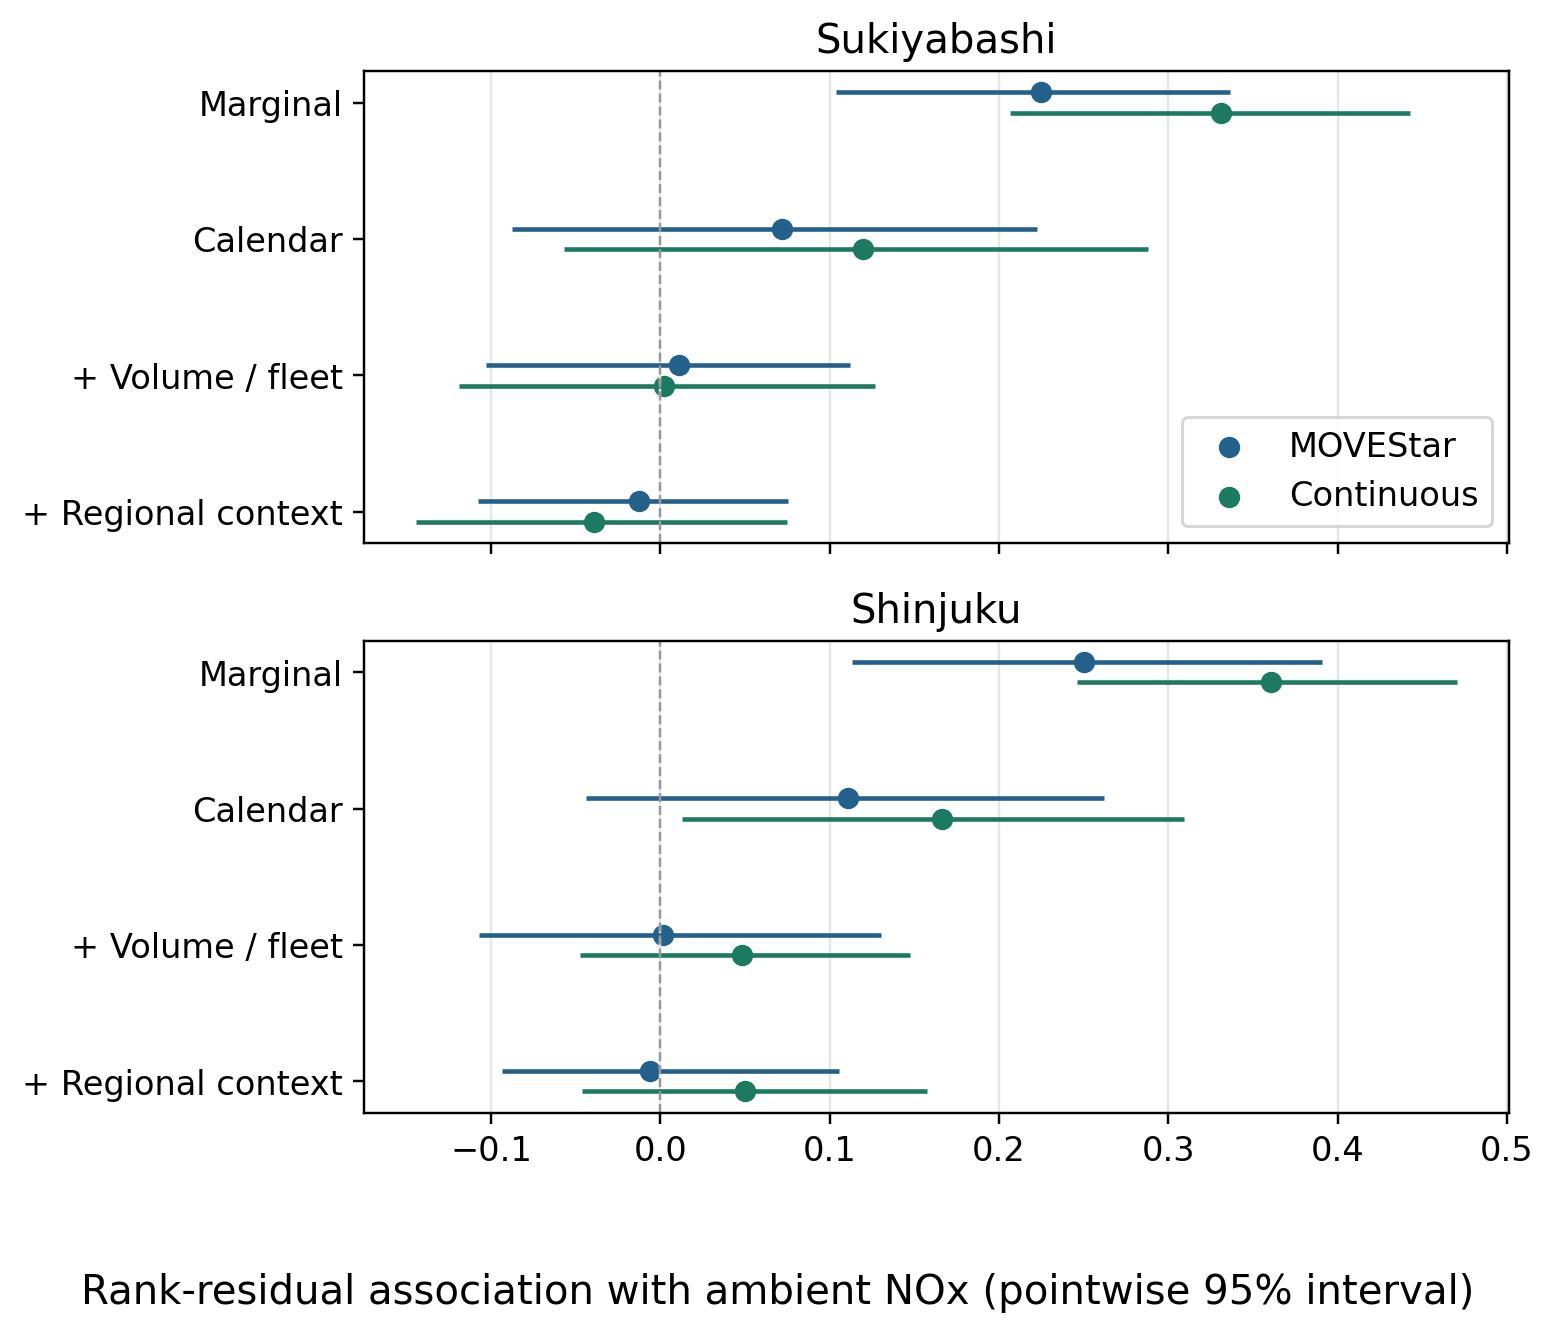 Sukiyabashi
Marginal
Calendar
+ Volume / fleet
+ Regional context
MOVEStar
Continuous
Shinjuku
Marginal
Calendar
+ Volume / fleet
+ Regional context
−0.1 0.0 0.1 0.2 0.3 0.4 0.5
Rank-residual association with ambient NOx (pointwise 95% interval)